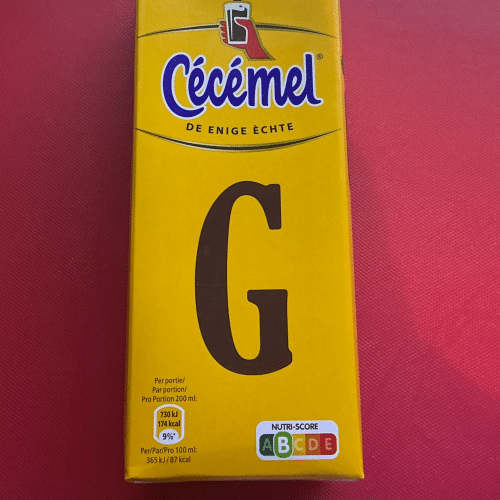 Cécémel®
DE ENIGE ÈCHTE
G
Per portie/
Par portion/
Pro Portion 200 ml:
730 kJ
174 kcal
9%*
Per/Par/Pro 100 ml:
365 kJ/87 kcal
NUTRI-SCORE
A B C D E